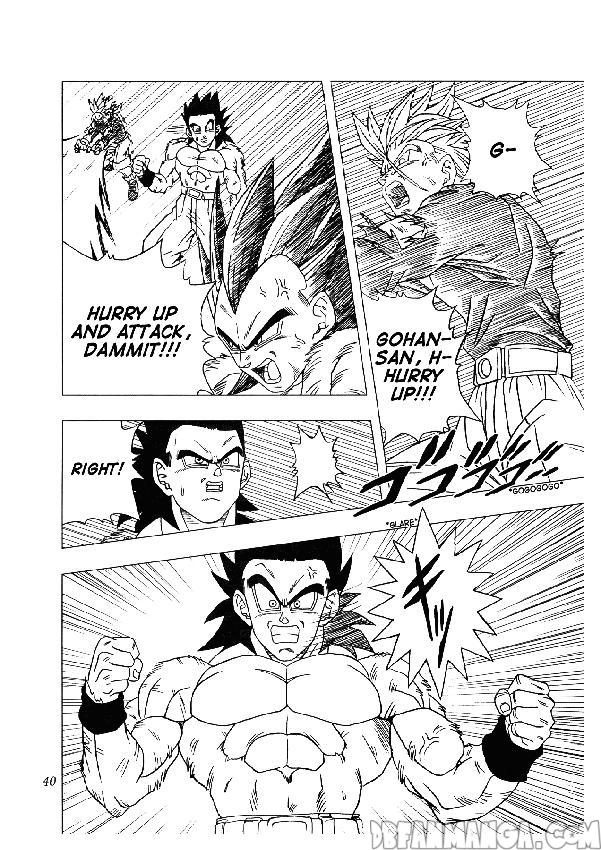 G-
GOHAN-
SAN, H-
HURRY
UP!!!
ゴゴゴゴ
*GOGOGOGO*
HURRY UP
AND ATTACK,
DAMMIT!!!
RIGHT!
*GLARE*
キッ
40
DBFANMANGA.COM